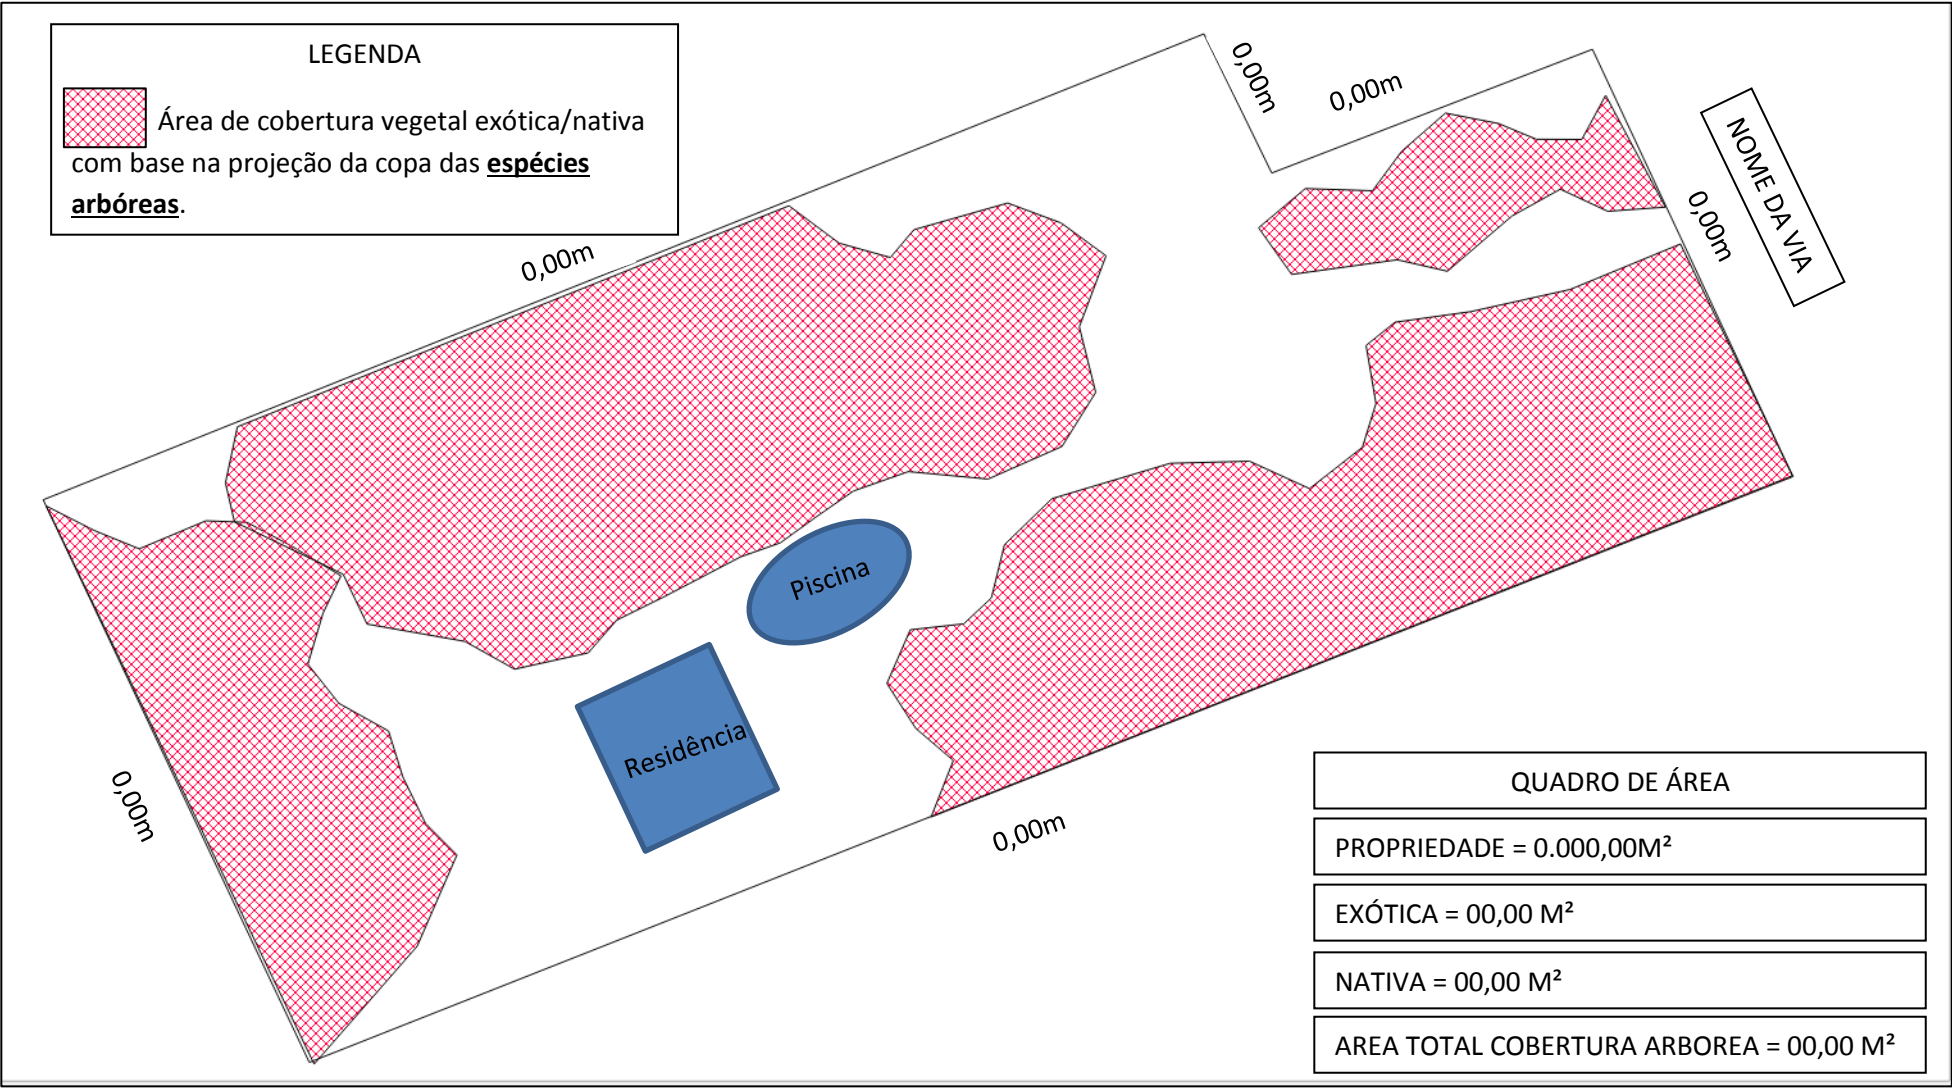 LEGENDA
Área de cobertura vegetal exótica/nativa
com base na projeção da copa das espécies
arbóreas.
0,00m
0,00m
0,00m
NOME DA VIA
0,00m
Piscina
Residência
0,00m
0,00m
QUADRO DE ÁREA
PROPRIEDADE = 0.000,00M²
EXÓTICA = 00,00 M²
NATIVA = 00,00 M²
AREA TOTAL COBERTURA ARBOREA = 00,00 M²